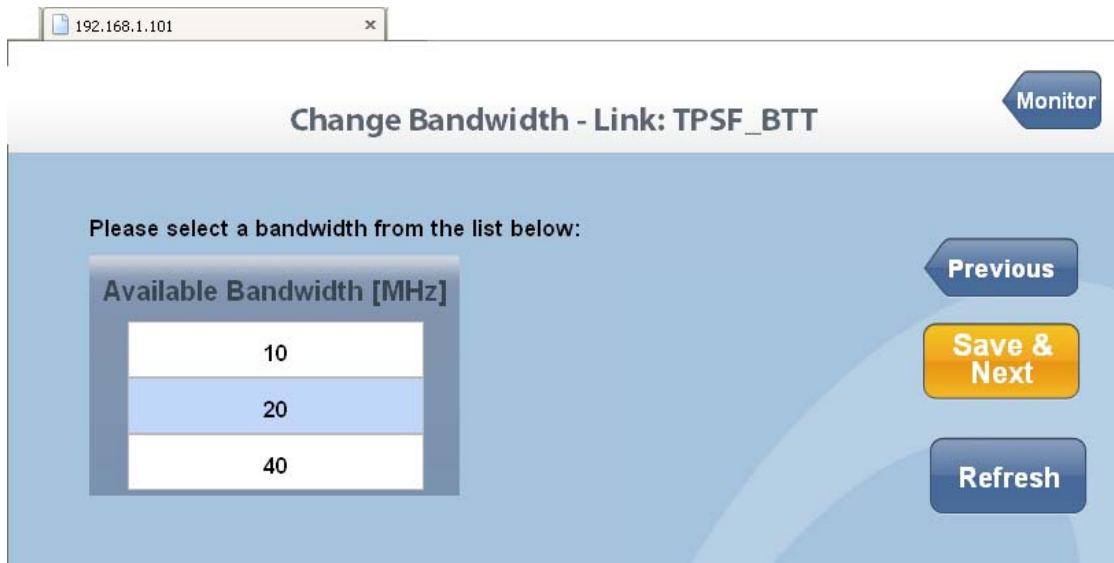 192.168.1.101
Monitor
Change Bandwidth - Link: TPSF_BTT
Please select a bandwidth from the list below:
Available Bandwidth [MHz]
10
20
40
Previous
Save &
Next
Refresh